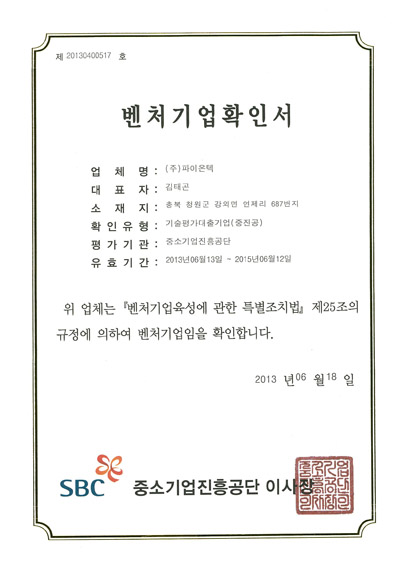 제 20130400517 호
벤처기업확인서
업체명 : (주)파이온텍
대표자 : 김태곤
소재지 : 충북 청원군 강외면 연제리 687번지
확인유형 : 기술평가대출기업(중진공)
평가기관 : 중소기업진흥공단
유효기간 : 2013년06월13일 ~ 2015년06월12일
위 업체는 『벤처기업육성에 관한 특별조치법』 제25조의
규정에 의하여 벤처기업임을 확인합니다.
2013 년06 월18 일
SBC 중소기업진흥공단 이사장